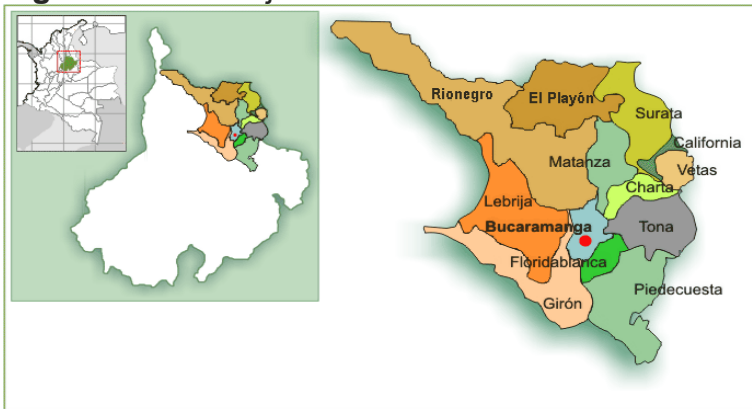 Rionegro
El Playón
Surata
California
Matanza
Vetas
Charta
Lebrija
Bucaramanga
Tona
Floridablanca
Piedecuesta
Girón